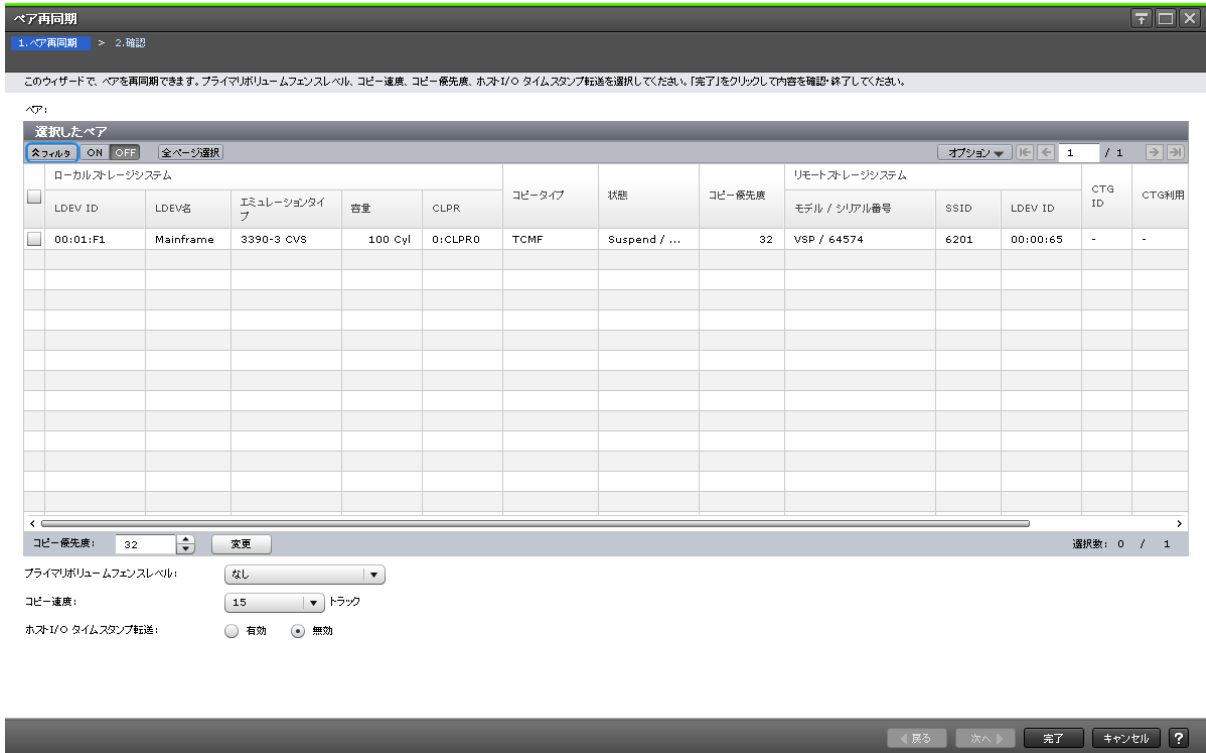 ペア再同期
1.ペア再同期 > 2.確認
このウィザードで、ペアを再同期できます。プライマリボリュームフェンスレベル、コピー速度、コピー優先度、ホストI/O タイムスタンプ転送を選択してください。「完了」をクリックして内容を確認・終了してください。
ペア:
選択したペア
フィルタ ON OFF 全ページ選択 オプション 1 / 1
ローカルストレージシステム コピータイプ 状態 コピー優先度 リモートストレージシステム CTG ID CTG利用
LDEV ID LDEV名 エミュレーションタイプ 容量 CLPR モデル / シリアル番号 SSID LDEV ID
00:01:F1 Mainframe 3390-3 CVS 100 Cyl 0:CLPR0 TCMF Suspend / ... 32 VSP / 64574 6201 00:00:65 - -
コピー優先度: 32 変更 選択数: 0 / 1
プライマリボリュームフェンスレベル: なし
コピー速度: 15 トラック
ホストI/O タイムスタンプ転送: 有効 無効
戻る 次へ 完了 キャンセル ?